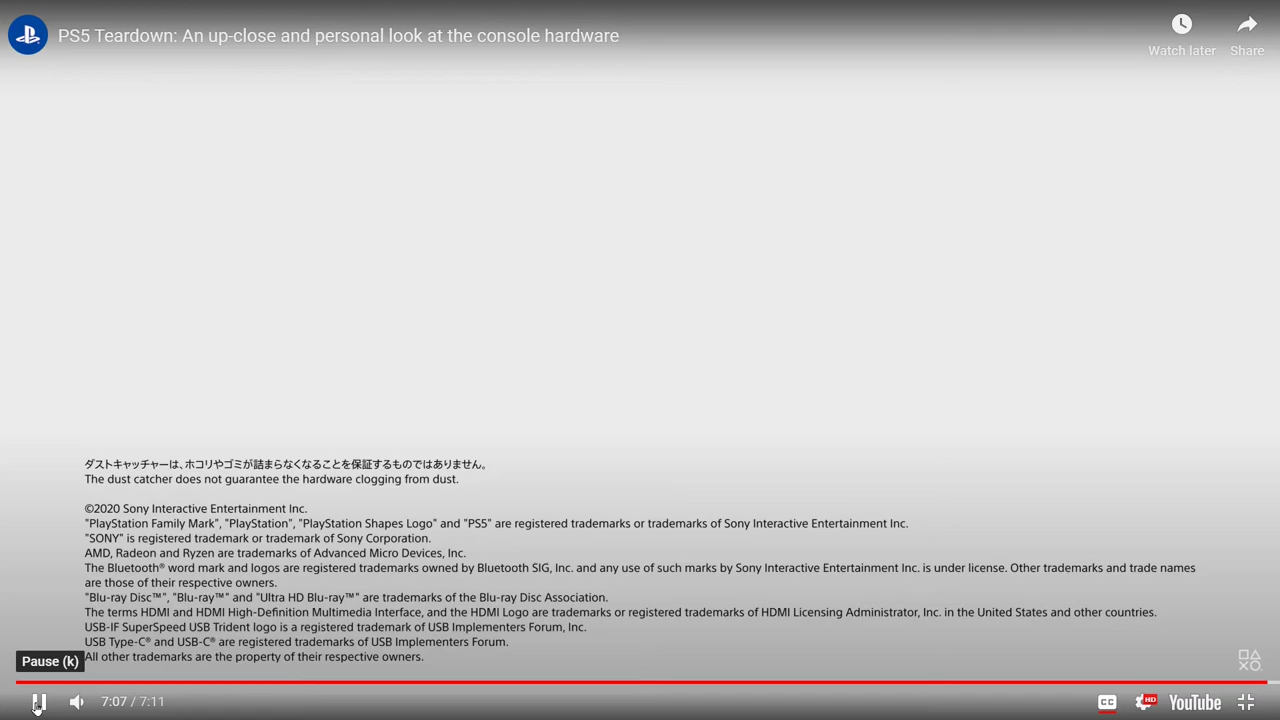 PS5 Teardown: An up-close and personal look at the console hardware
Watch later
Share
ダストキャッチャーは、ホコリやゴミが詰まらなくなることを保証するものではありません。
The dust catcher does not guarantee the hardware clogging from dust.
©2020 Sony Interactive Entertainment Inc.
"PlayStation Family Mark", "PlayStation", "PlayStation Shapes Logo" and "PS5" are registered trademarks or trademarks of Sony Interactive Entertainment Inc.
"SONY" is registered trademark or trademark of Sony Corporation.
AMD, Radeon and Ryzen are trademarks of Advanced Micro Devices, Inc.
The Bluetooth® word mark and logos are registered trademarks owned by Bluetooth SIG, Inc. and any use of such marks by Sony Interactive Entertainment Inc. is under license. Other trademarks and trade names
are those of their respective owners.
"Blu-ray Disc™", "Blu-ray™" and "Ultra HD Blu-ray™" are trademarks of the Blu-ray Disc Association.
The terms HDMI and HDMI High-Definition Multimedia Interface, and the HDMI Logo are trademarks or registered trademarks of HDMI Licensing Administrator, Inc. in the United States and other countries.
USB-IF SuperSpeed USB Trident logo is a registered trademark of USB Implementers Forum, Inc.
USB Type-C® and USB-C® are registered trademarks of USB Implementers Forum.
All other trademarks are the property of their respective owners.
Pause (k)
7:07 / 7:11
CC
HD
YouTube